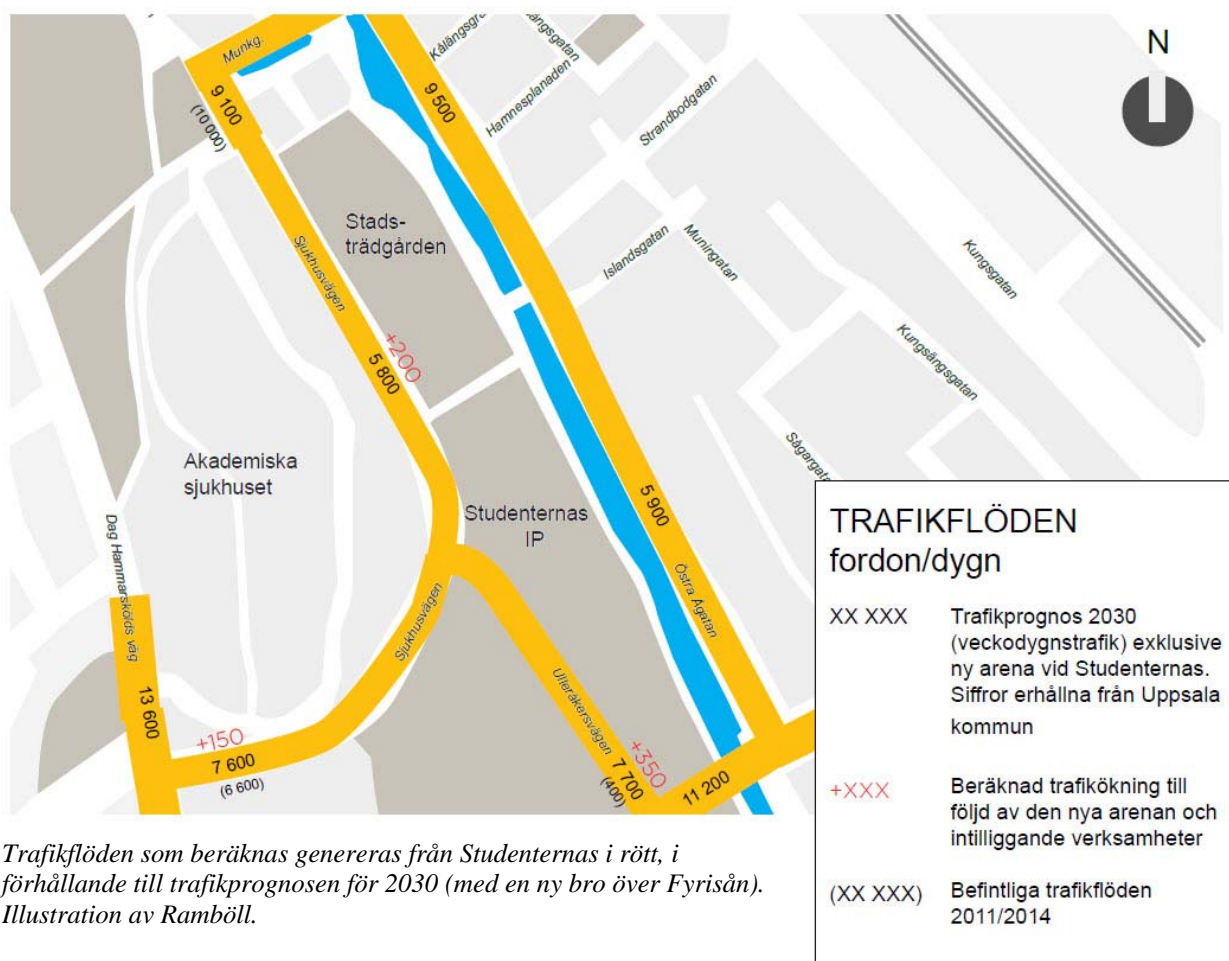 Munkg.
9 100
(10 000)
9 500
Kålängsgra
ängsgatan
Hamnesplanaden
Strandbodgatan
N
Stads-
trädgården
Sjukhusvägen
Islandsgatan
Muningatan
Kungsgatan
Kungsängsgatan
+200
5 800
Akademiska
sjukhuset
Sågargata
Studenternas
IP
5 900
Östra Ågatan
Dag Hammarskölds väg
13 600
Sjukhusvägen
Ulleråkersvägen
+150
7 600
(6 600)
+350
7 700
(400)
11 200
TRAFIKFLÖDEN
fordon/dygn
XX XXX Trafikprognos 2030
(veckodygnstrafik) exklusive
ny arena vid Studenternas.
Siffror erhållna från Uppsala
kommun
+XXX Beräknad trafikökning till
följd av den nya arenan och
intilliggande verksamheter
(XX XXX) Befintliga trafikflöden
2011/2014
Trafikflöden som beräknas genereras från Studenternas i rött, i
förhållande till trafikprognosen för 2030 (med en ny bro över Fyrisån).
Illustration av Ramböll.